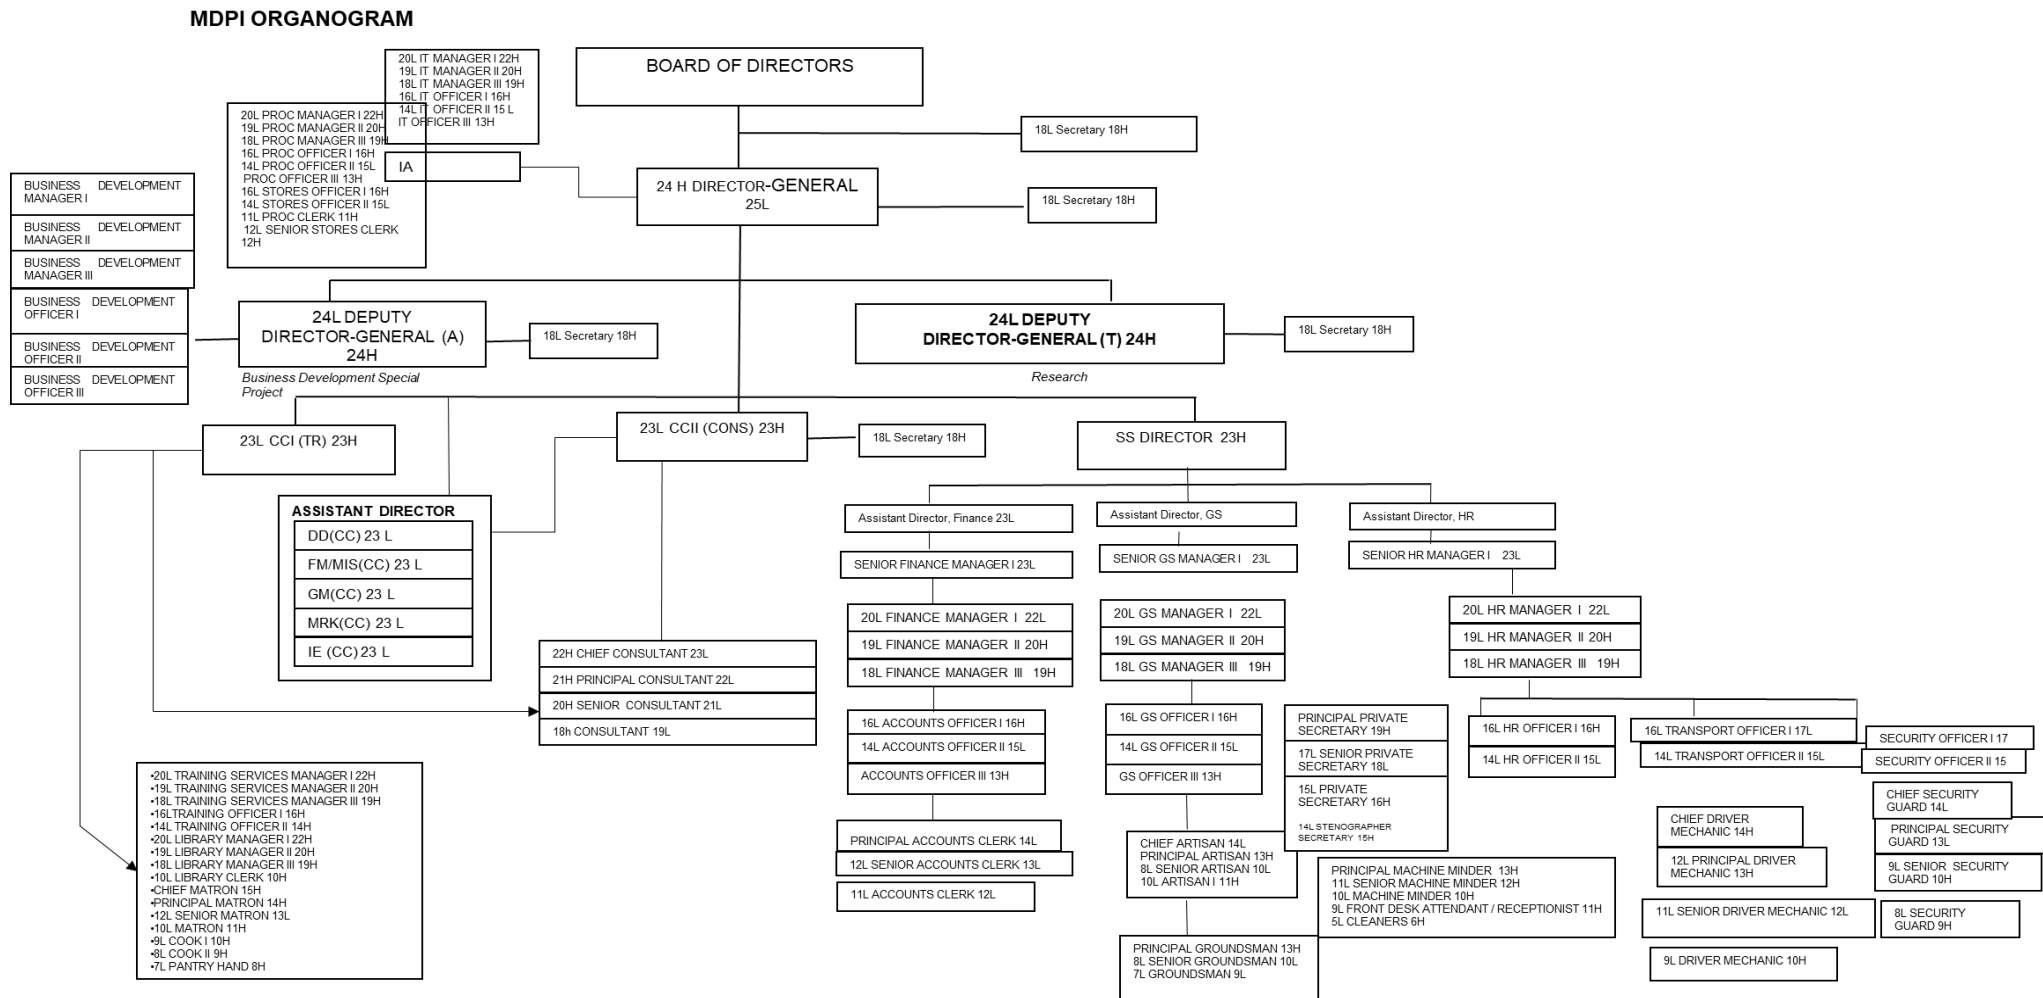 MDPI ORGANOGRAM
20L IT MANAGER I 22H
19L IT MANAGER II 20H
18L IT MANAGER III 19H
16L IT OFFICER I 16H
14L IT OFFICER II 15 L
IT OFFICER III 13H
BOARD OF DIRECTORS
20L PROC MANAGER I 22H
19L PROC MANAGER II 20H
18L PROC MANAGER III 19H
16L PROC OFFICER I 16H
14L PROC OFFICER II 15L
PROC OFFICER III 13H
16L STORES OFFICER I 16H
14L STORES OFFICER II 15L
11L PROC CLERK 11H
12L SENIOR STORES CLERK
12H
IA
18L Secretary 18H
24 H DIRECTOR-GENERAL
25L
18L Secretary 18H
BUSINESS DEVELOPMENT
MANAGER I
BUSINESS DEVELOPMENT
MANAGER II
BUSINESS DEVELOPMENT
MANAGER III
BUSINESS DEVELOPMENT
OFFICER I
BUSINESS DEVELOPMENT
OFFICER II
BUSINESS DEVELOPMENT
OFFICER III
24L DEPUTY
DIRECTOR-GENERAL (A)
24H
Business Development Special
Project
18L Secretary 18H
24L DEPUTY
DIRECTOR-GENERAL (T) 24H
Research
18L Secretary 18H
23L CCI (TR) 23H
23L CCII (CONS) 23H
18L Secretary 18H
SS DIRECTOR 23H
ASSISTANT DIRECTOR
DD(CC) 23 L
FM/MIS(CC) 23 L
GM(CC) 23 L
MRK(CC) 23 L
IE (CC) 23 L
22H CHIEF CONSULTANT 23L
21H PRINCIPAL CONSULTANT 22L
20H SENIOR CONSULTANT 21L
18h CONSULTANT 19L
•20L TRAINING SERVICES MANAGER I 22H
•19L TRAINING SERVICES MANAGER II 20H
•18L TRAINING SERVICES MANAGER III 19H
•16LTRAINING OFFICER I 16H
•14L TRAINING OFFICER II 14H
•20L LIBRARY MANAGER I 22H
•19L LIBRARY MANAGER II 20H
•18L LIBRARY MANAGER III 19H
•10L LIBRARY CLERK 10H
•CHIEF MATRON 15H
•PRINCIPAL MATRON 14H
•12L SENIOR MATRON 13L
•10L MATRON 11H
•9L COOK I 10H
•8L COOK II 9H
•7L PANTRY HAND 8H
Assistant Director, Finance 23L
SENIOR FINANCE MANAGER I 23L
20L FINANCE MANAGER I 22L
19L FINANCE MANAGER II 20H
18L FINANCE MANAGER III 19H
16L ACCOUNTS OFFICER I 16H
14L ACCOUNTS OFFICER II 15L
ACCOUNTS OFFICER III 13H
PRINCIPAL ACCOUNTS CLERK 14L
12L SENIOR ACCOUNTS CLERK 13L
11L ACCOUNTS CLERK 12L
Assistant Director, GS
SENIOR GS MANAGER I 23L
20L GS MANAGER I 22L
19L GS MANAGER II 20H
18L GS MANAGER III 19H
16L GS OFFICER I 16H
14L GS OFFICER II 15L
GS OFFICER III 13H
CHIEF ARTISAN 14L
PRINCIPAL ARTISAN 13H
8L SENIOR ARTISAN 10L
10L ARTISAN I 11H
PRINCIPAL GROUNDSMAN 13H
8L SENIOR GROUNDSMAN 10L
7L GROUNDSMAN 9L
PRINCIPAL PRIVATE
SECRETARY 19H
17L SENIOR PRIVATE
SECRETARY 18L
15L PRIVATE
SECRETARY 16H
14L STENOGRAPHER
SECRETARY 15H
PRINCIPAL MACHINE MINDER 13H
11L SENIOR MACHINE MINDER 12H
10L MACHINE MINDER 10H
9L FRONT DESK ATTENDANT / RECEPTIONIST 11H
5L CLEANERS 6H
Assistant Director, HR
SENIOR HR MANAGER I 23L
20L HR MANAGER I 22L
19L HR MANAGER II 20H
18L HR MANAGER III 19H
16L HR OFFICER I 16H
14L HR OFFICER II 15L
16L TRANSPORT OFFICER I 17L
14L TRANSPORT OFFICER II 15L
CHIEF DRIVER
MECHANIC 14H
12L PRINCIPAL DRIVER
MECHANIC 13H
11L SENIOR DRIVER MECHANIC 12L
9L DRIVER MECHANIC 10H
SECURITY OFFICER I 17
SECURITY OFFICER II 15
CHIEF SECURITY
GUARD 14L
PRINCIPAL SECURITY
GUARD 13L
9L SENIOR SECURITY
GUARD 10H
8L SECURITY
GUARD 9H